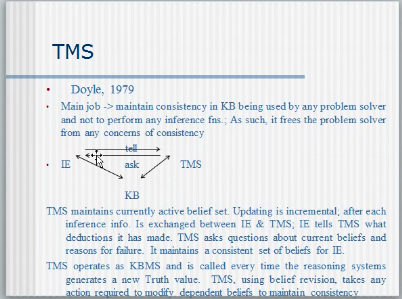 TMS
• Doyle, 1979
• Main job -> maintain consistency in KB being used by any problem solver
and not to perform any inference fns.; As such, it frees the problem solver
from any concerns of consistency
tell
• IE ask TMS
KB
TMS maintains currently active belief set. Updating is incremental; after each
inference info. Is exchanged between IE & TMS; IE tells TMS what
deductions it has made. TMS asks questions about current beliefs and
reasons for failure. It maintains a consistent set of beliefs for IE.
TMS operates as KBMS and is called every time the reasoning systems
generates a new Truth value. TMS, using belief revision, takes any
action required to modify dependent beliefs to maintain consistency